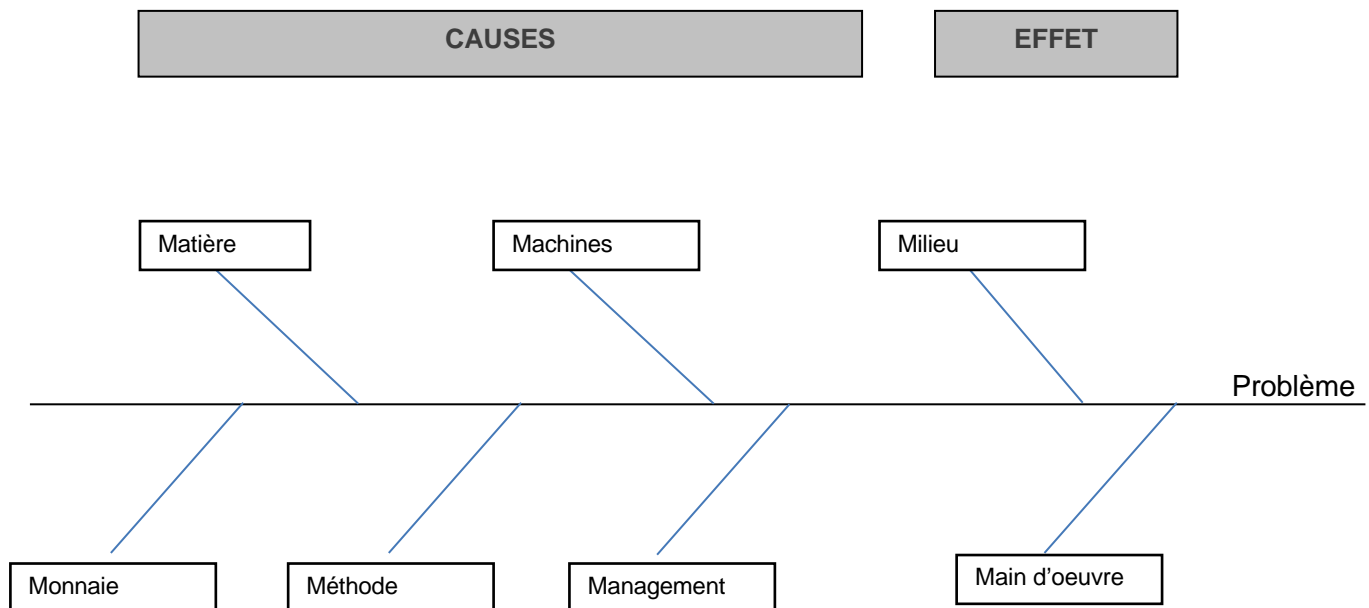 CAUSES
EFFET
Matière
Machines
Milieu
Problème
Monnaie
Méthode
Management
Main d'oeuvre